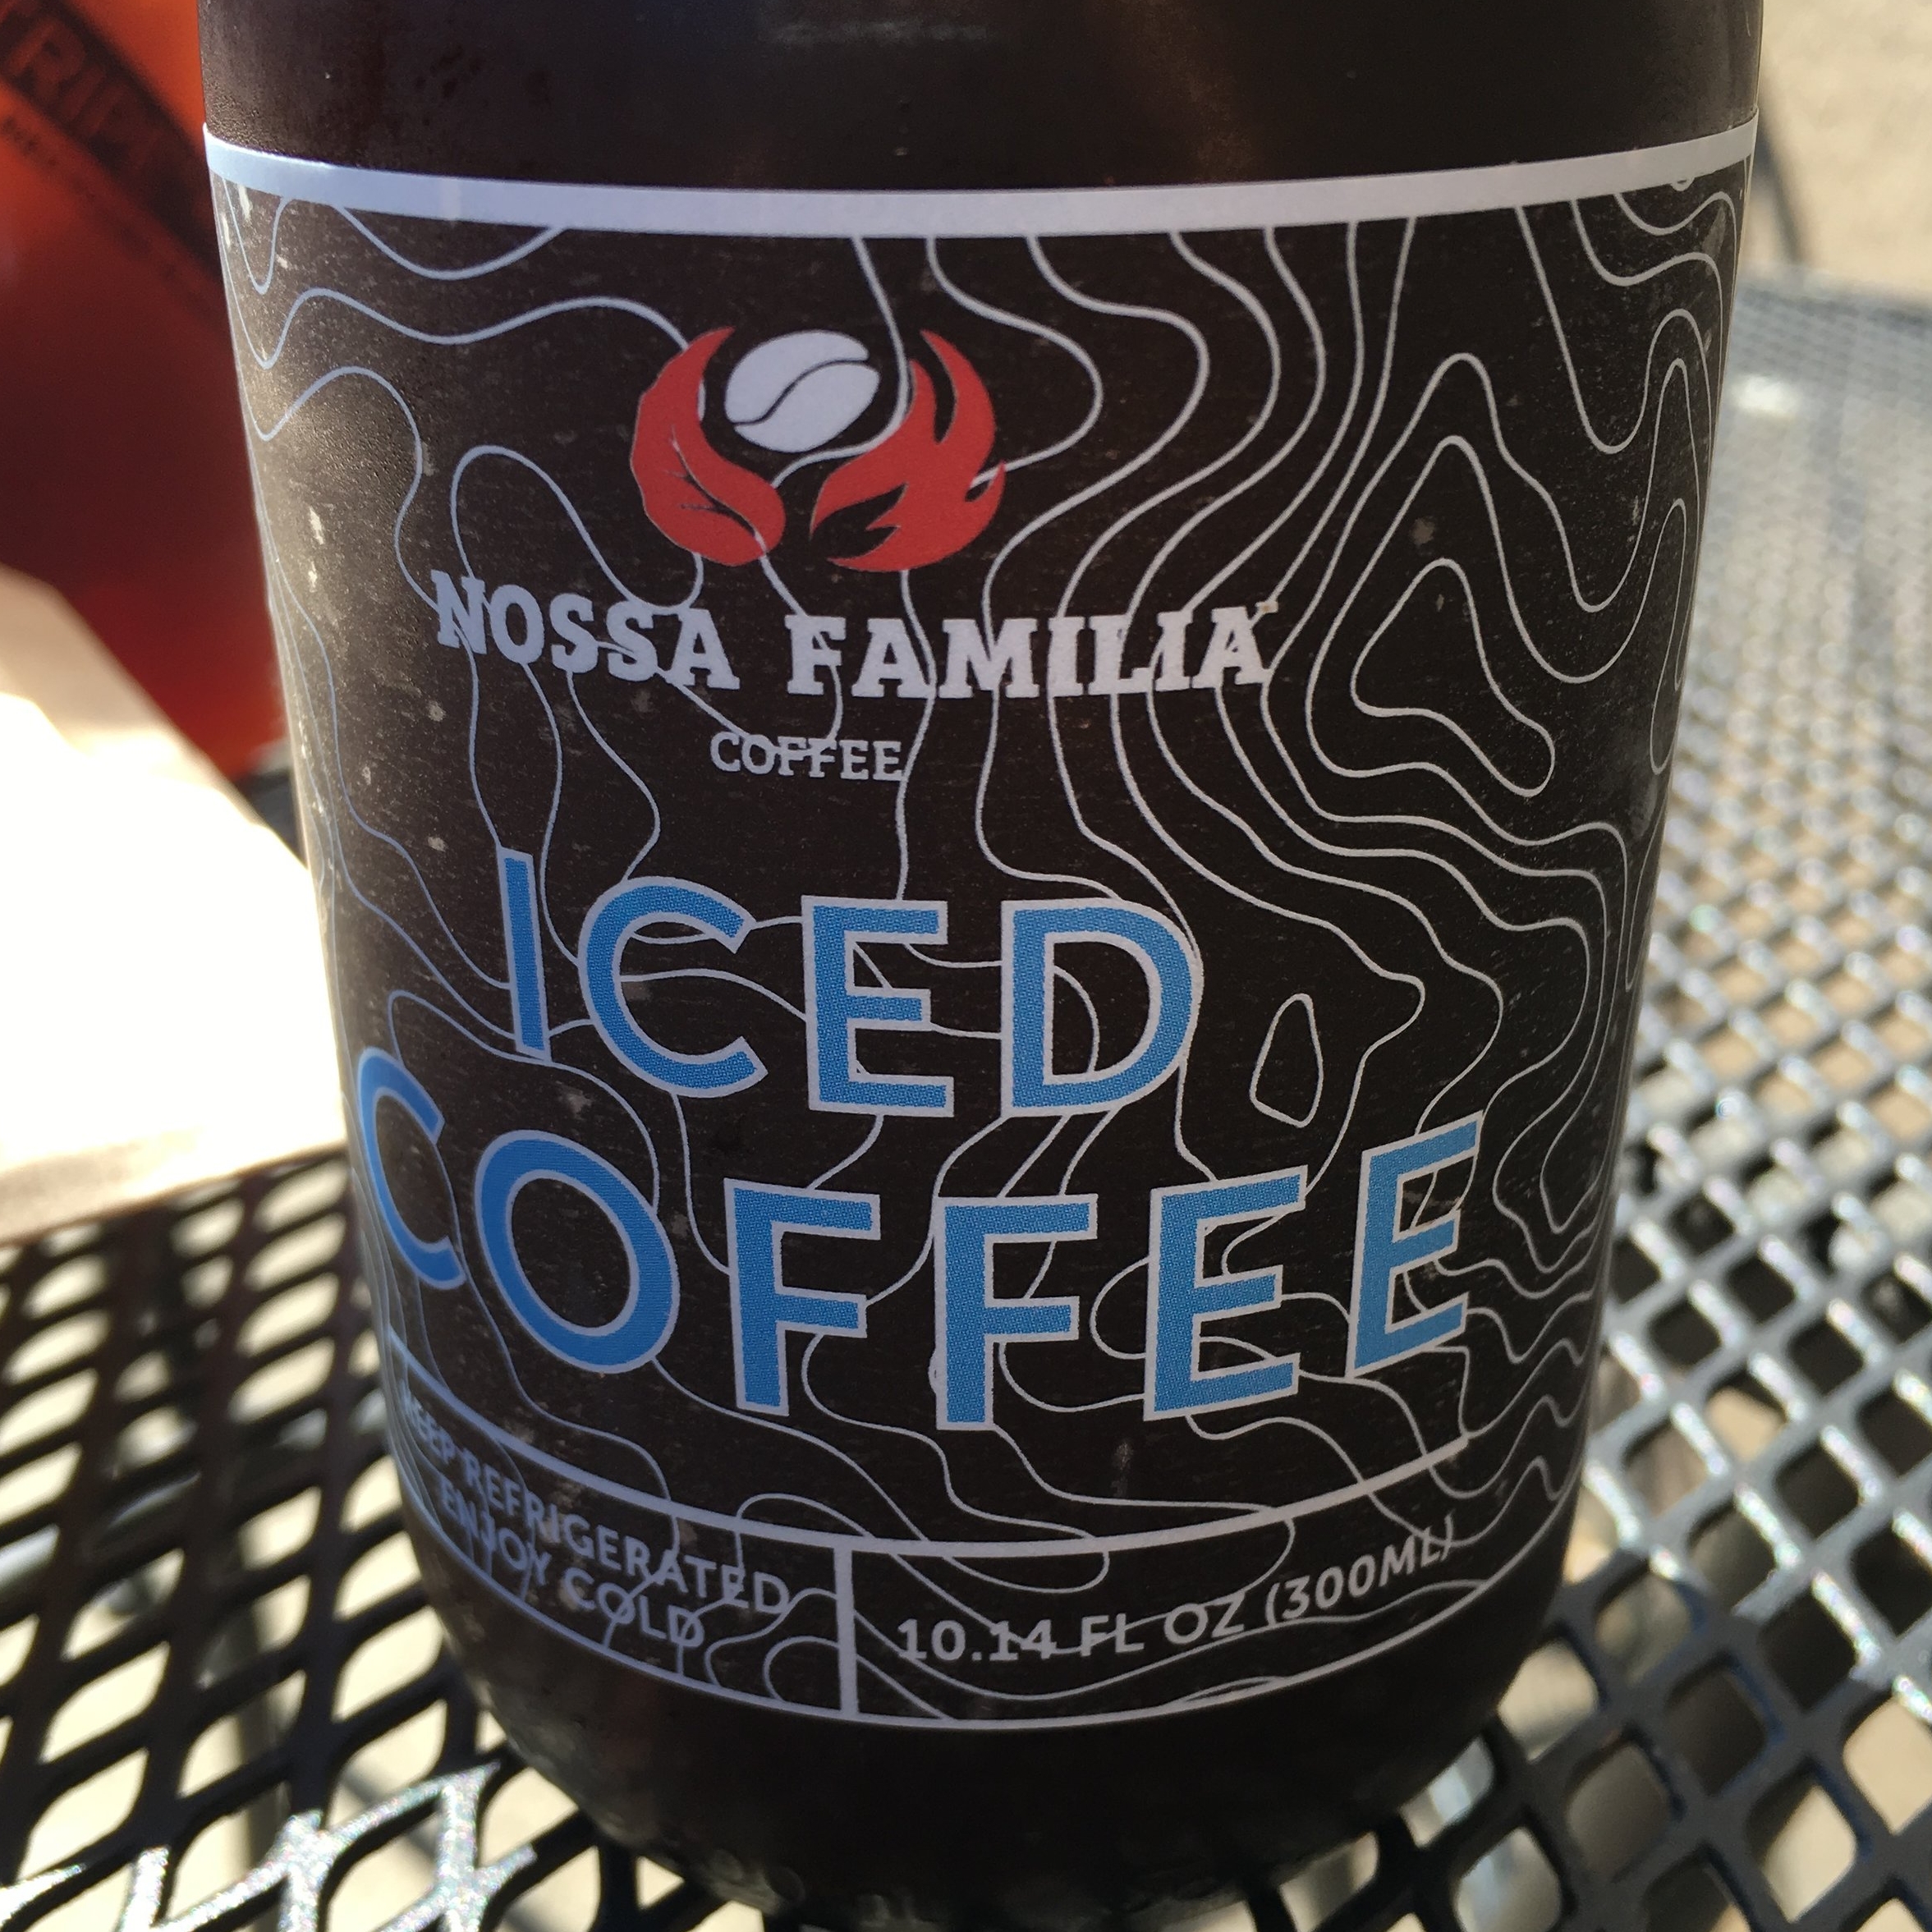 NOSSA FAMILIA
COFFEE
ICED
COFFEE
KEEP REFRIGERATED
ENJOY COLD
10.14 FL OZ (300ML)